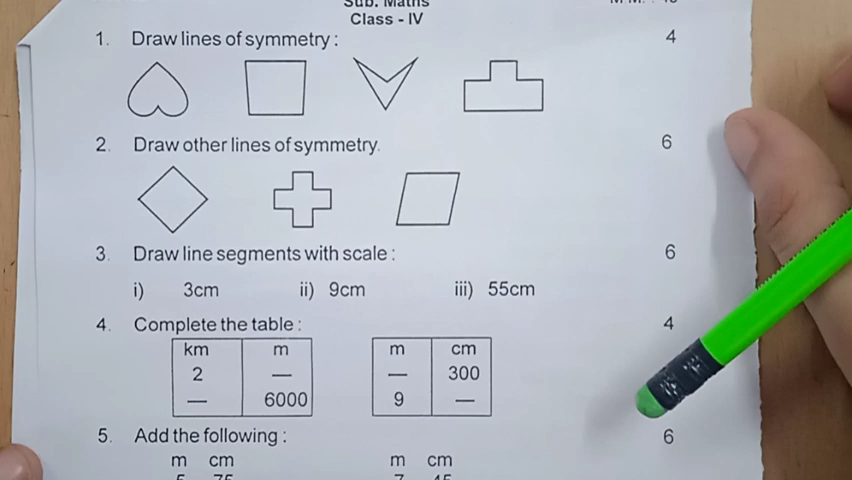 Sub. Maths
Class - IV
1. Draw lines of symmetry : 4
2. Draw other lines of symmetry. 6
3. Draw line segments with scale : 6
i) 3cm ii) 9cm iii) 55cm
4. Complete the table : 4
km m m cm
2 — — 300
— 6000 9 —
5. Add the following : 6
m cm m cm